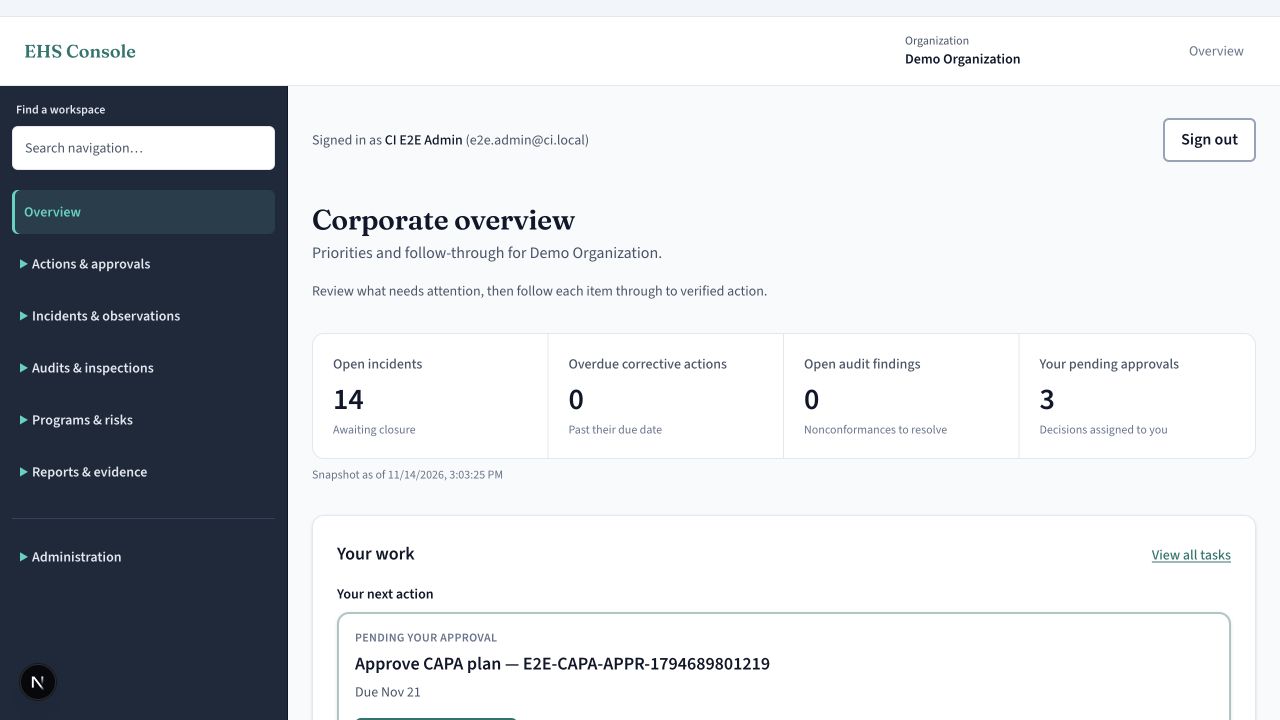 EHS Console
Organization
Demo Organization
Overview
Find a workspace
Search navigation…
Overview
Actions & approvals
Incidents & observations
Audits & inspections
Programs & risks
Reports & evidence
Administration
N
Signed in as CI E2E Admin (e2e.admin@ci.local)
Sign out
Corporate overview
Priorities and follow-through for Demo Organization.
Review what needs attention, then follow each item through to verified action.
Open incidents
14
Awaiting closure
Overdue corrective actions
0
Past their due date
Open audit findings
0
Nonconformances to resolve
Your pending approvals
3
Decisions assigned to you
Snapshot as of 11/14/2026, 3:03:25 PM
Your work
View all tasks
Your next action
PENDING YOUR APPROVAL
Approve CAPA plan — E2E-CAPA-APPR-1794689801219
Due Nov 21